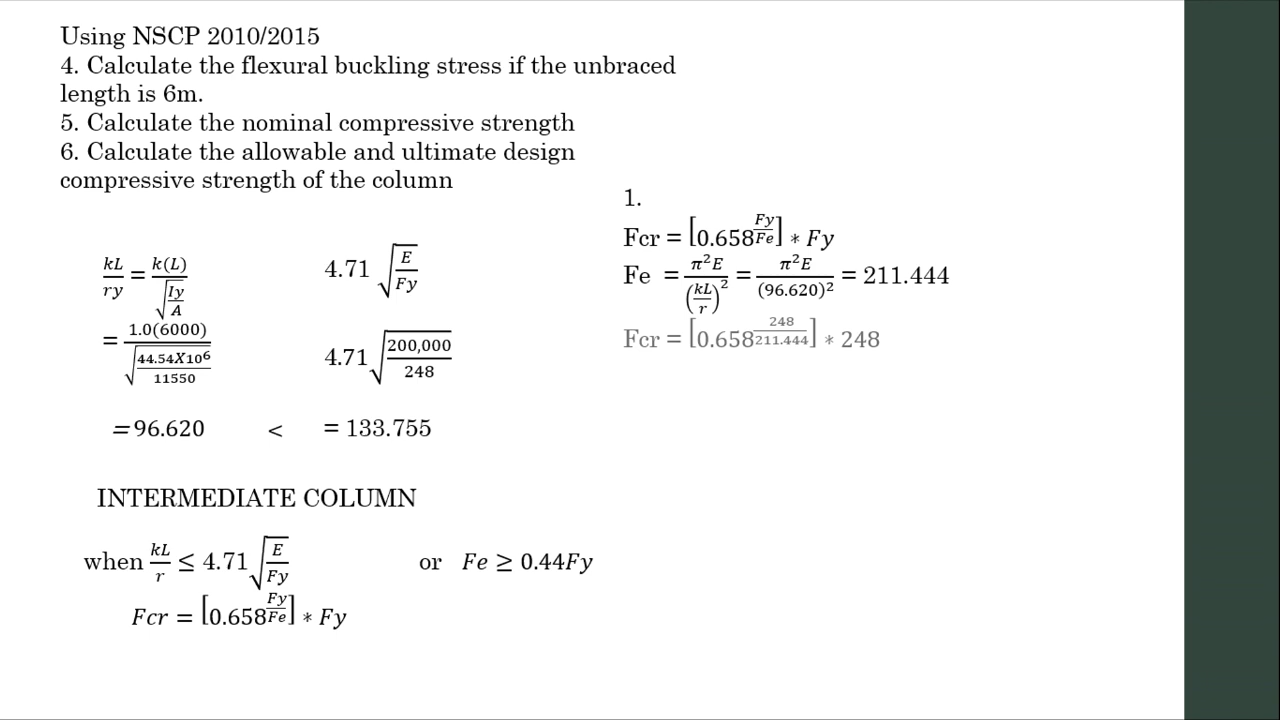 Using NSCP 2010/2015
4. Calculate the flexural buckling stress if the unbraced
length is 6m.
5. Calculate the nominal compressive strength
6. Calculate the allowable and ultimate design
compressive strength of the column
kL/ry = k(L)/√(Iy/A)
= 1.0(6000)/√(44.54X10⁶/11550)
=96.620 <
4.71 √(E/Fy)
4.71 √(200,000/248)
= 133.755
INTERMEDIATE COLUMN
when kL/r ≤ 4.71 √(E/Fy) or Fe ≥ 0.44Fy
Fcr = [0.658^(Fy/Fe)] * Fy
1.
Fcr = [0.658^(Fy/Fe)] * Fy
Fe = π²E/(kL/r)² = π²E/(96.620)² = 211.444
Fcr = [0.658^(248/211.444)] * 248